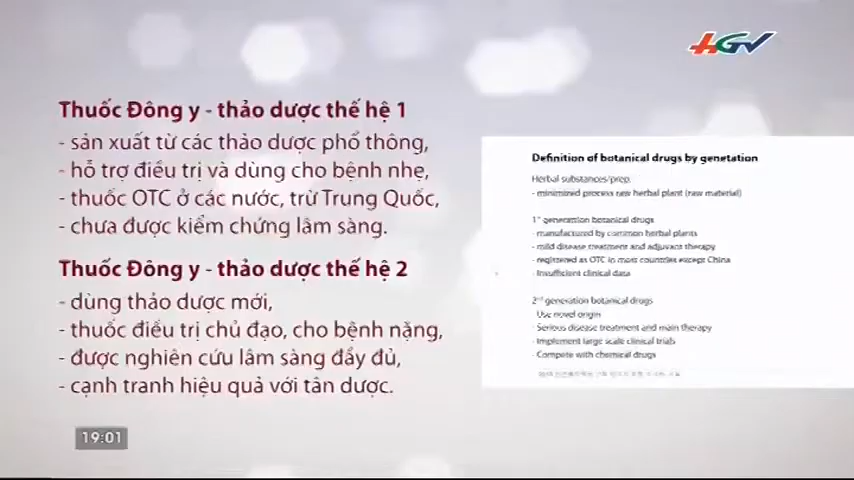 HGV
Thuốc Đông y - thảo dược thế hệ 1
- sản xuất từ các thảo dược phổ thông,
- hỗ trợ điều trị và dùng cho bệnh nhẹ,
- thuốc OTC ở các nước, trừ Trung Quốc,
- chưa được kiểm chứng lâm sàng.
Thuốc Đông y - thảo dược thế hệ 2
- dùng thảo dược mới,
- thuốc điều trị chủ đạo, cho bệnh nặng,
- được nghiên cứu lâm sàng đầy đủ,
- cạnh tranh hiệu quả với tân dược.
Definition of botanical drugs by genetation
Herbal substances/prep.
- minimized process raw herbal plant (raw material)
1st generation botanical drugs
- manufactured by common herbal plants
- mild disease treatment and adjuvant therapy
- registered as OTC in most countries except China
- Insufficient clinical data
2nd generation botanical drugs
- Use novel origin
- Serious disease treatment and main therapy
- Implement large scale clinical trials
- Compete with chemical drugs
19:01